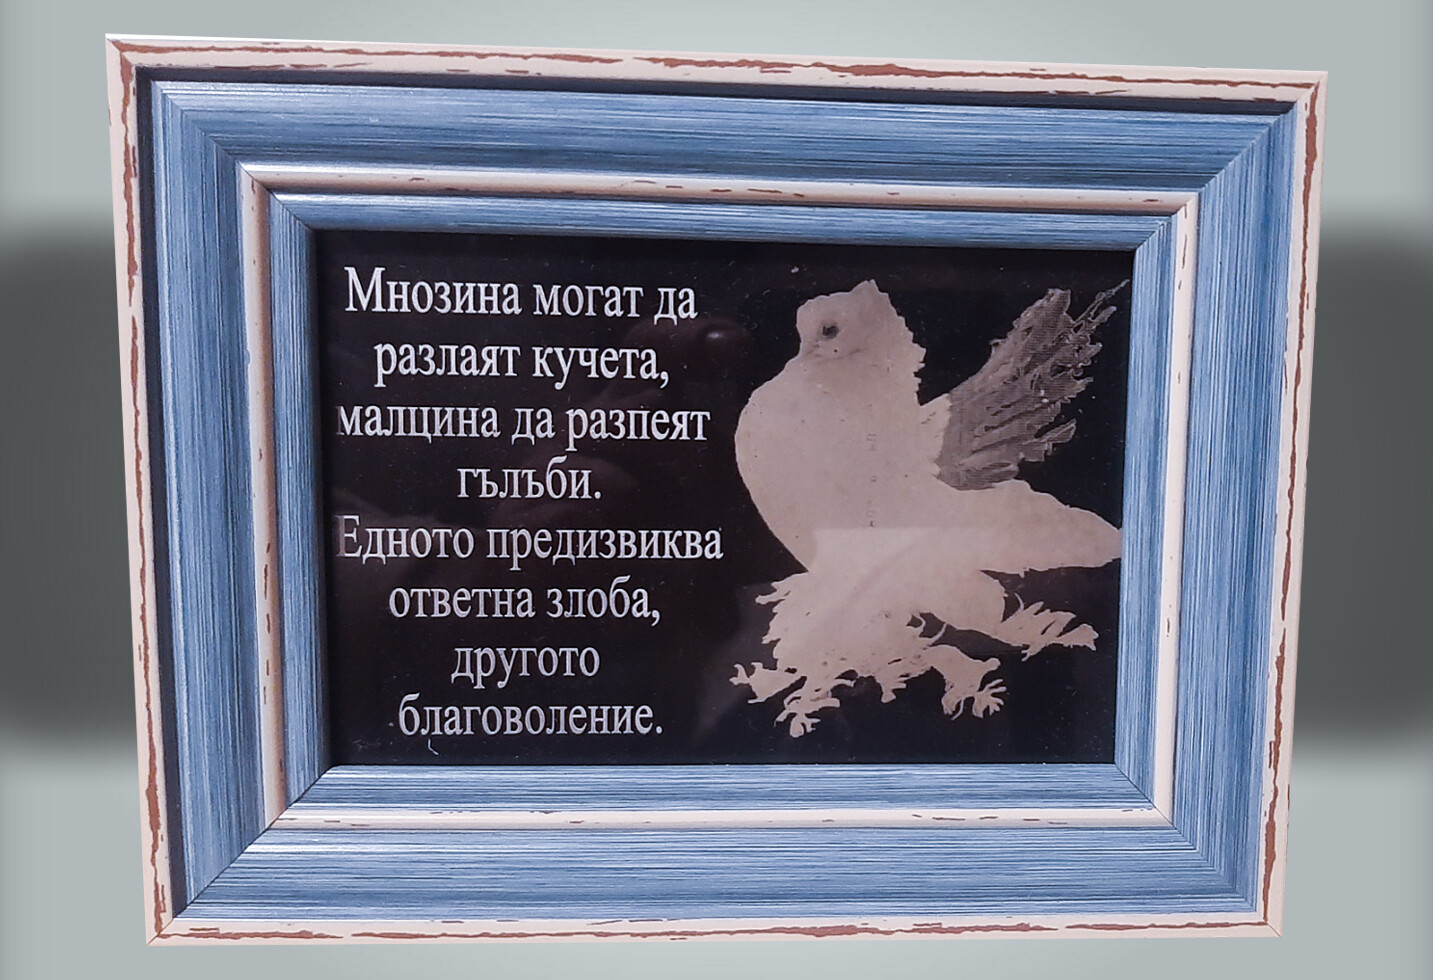 Мнозина могат да
разлаят кучета,
малцина да разпеят
гълъби.
Едното предизвиква
ответна злоба,
другото
благоволение.